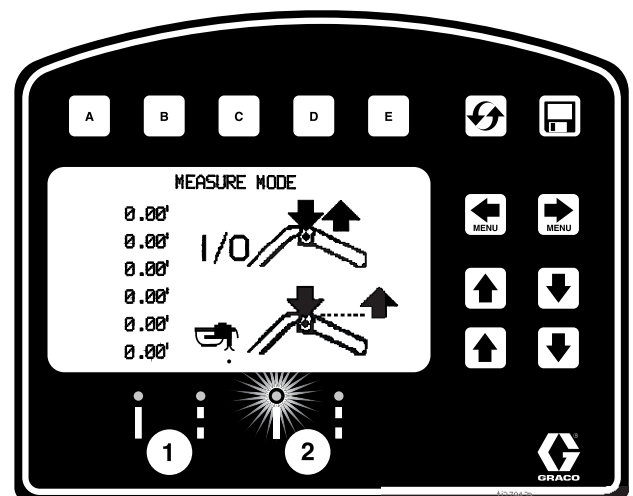 A B C D E
MEASURE MODE
0.00'
I/O
0.00'
0.00'
0.00'
0.00'
0.00'
MENU MENU
1 2
GRACO